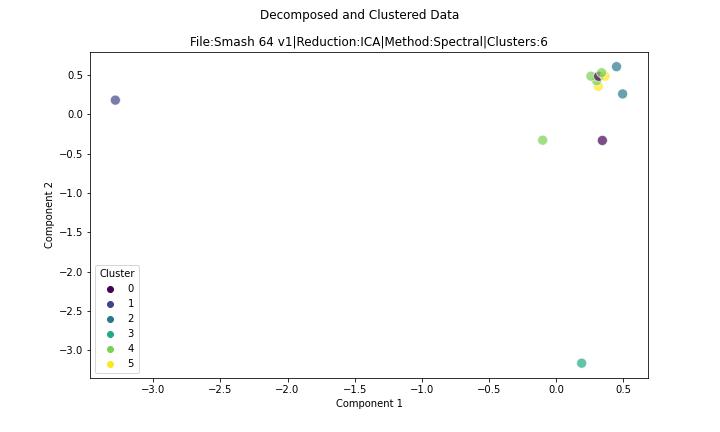 Decomposed and Clustered Data
File:Smash 64 v1|Reduction:ICA|Method:Spectral|Clusters:6
Component 2
0.5
0.0
−0.5
−1.0
−1.5
−2.0
−2.5
−3.0
Cluster
0
1
2
3
4
5
−3.0 −2.5 −2.0 −1.5 −1.0 −0.5 0.0 0.5
Component 1